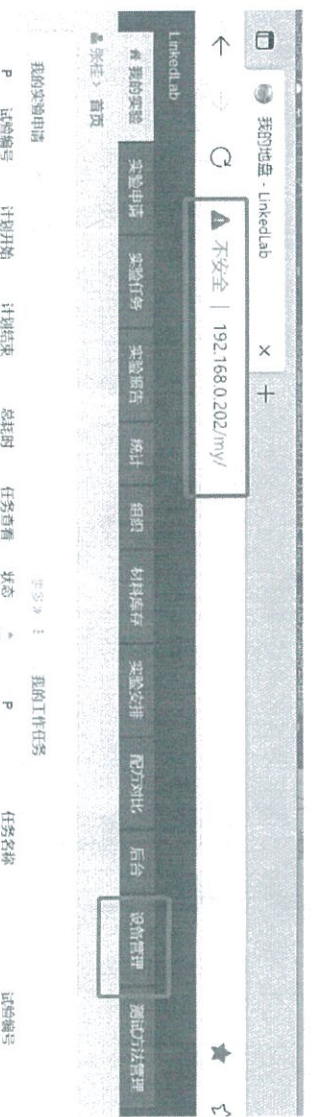 我的地盘 - LinkedLab
不安全 | 192.168.0.202/my/
LinkedLab
我的实验 实验申请 实验任务 实验报告 统计 组织 材料库存 实验安排 配方对比 后台 设备管理 测试方法管理
张佳 > 首页
我的实验申请 更多 » 我的工作任务
P 试验编号 计划开始 计划结束 总耗时 任务查看 状态 P 任务名称 试验编号